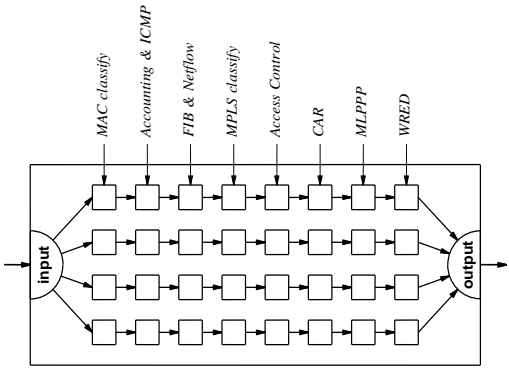 MAC classify
Accounting & ICMP
FIB & Netflow
MPLS classify
Access Control
CAR
MLPPP
WRED
input
output